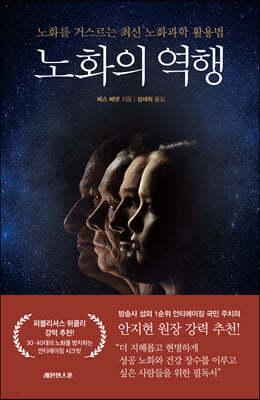 노화를 거스르는 최신 노화과학 활용법
노화의 역행
베스 베넷 지음 | 성세희 옮김
퍼블리셔스 위클리
강력 추천!
30·40대의 노화를 방지하는
안티에이징 시크릿
방송사 섭외 1순위 안티에이징 국민 주치의
안지현 원장 강력 추천!
“더 지혜롭고 현명하게
성공 노화와 건강 장수를 이루고
싶은 사람들을 위한 필독서”
레몬한스푼